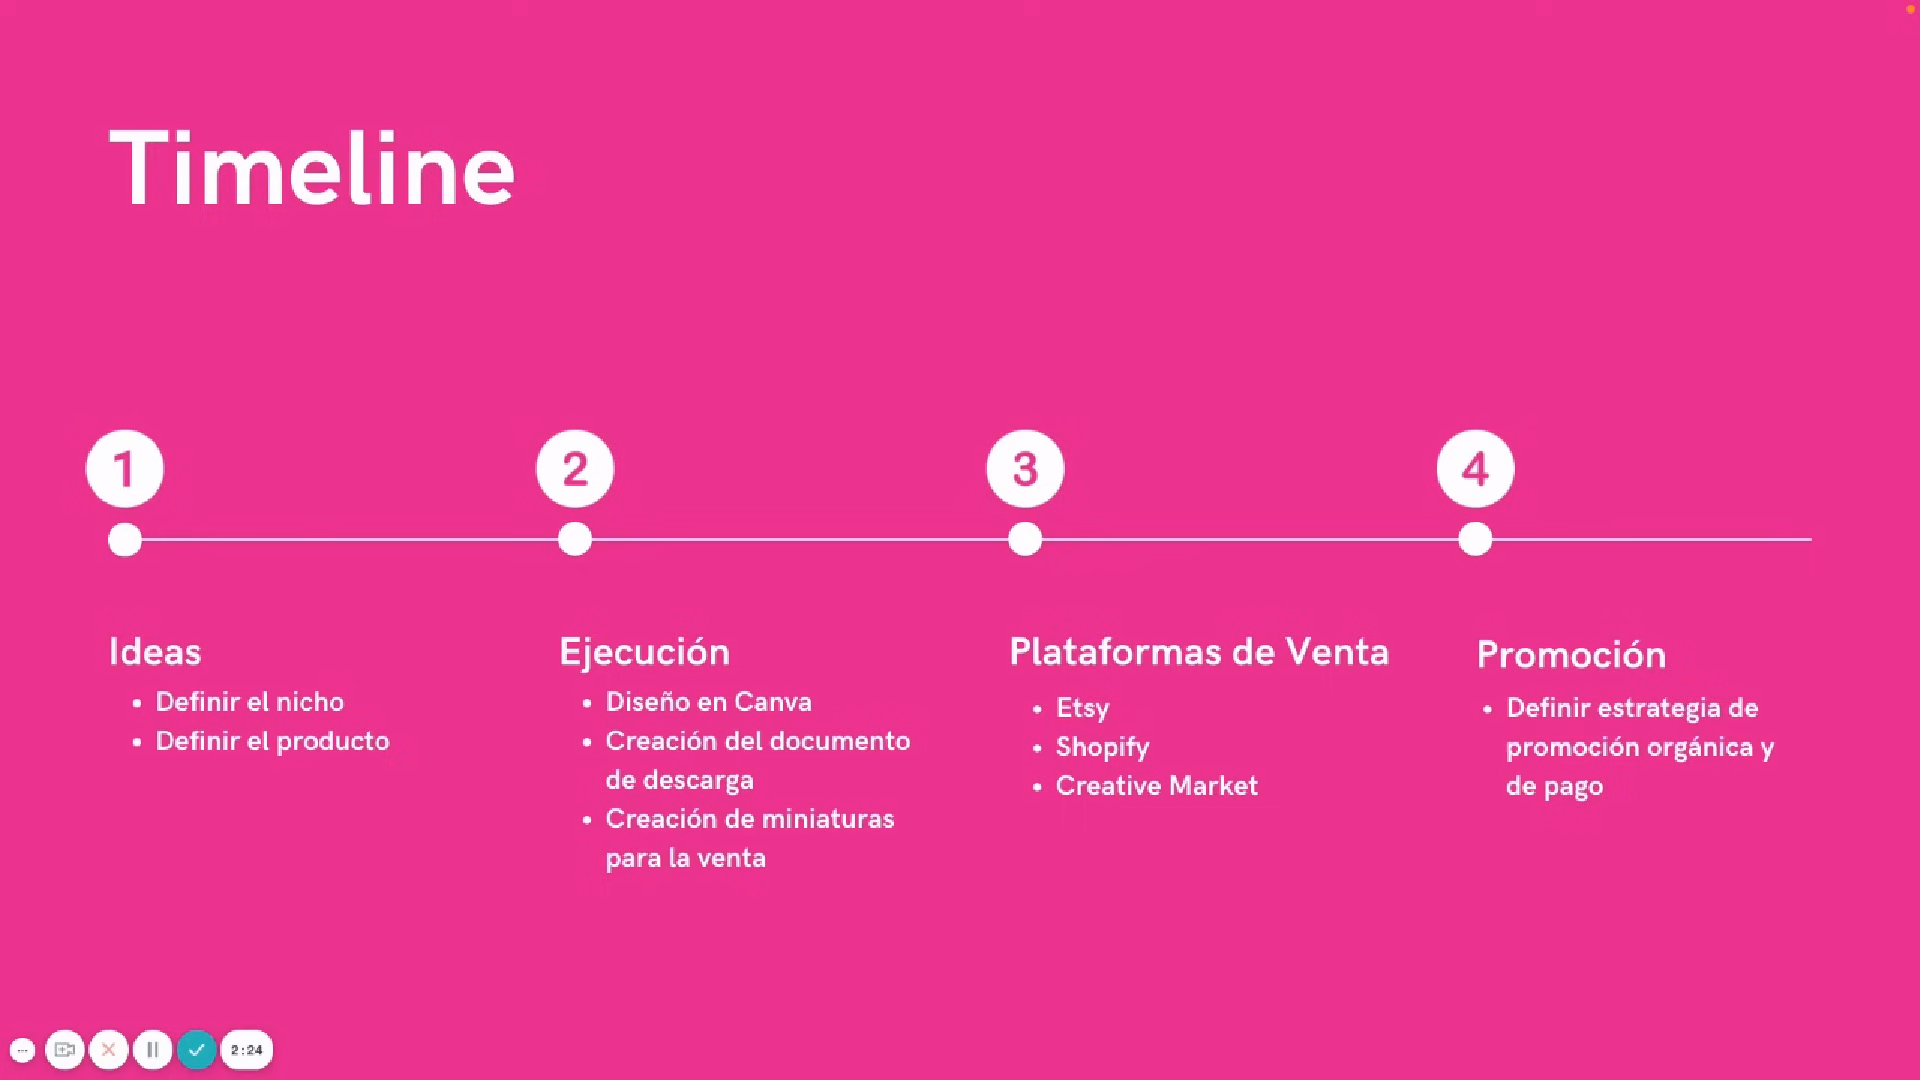 Timeline
1
Ideas
• Definir el nicho
• Definir el producto
2
Ejecución
• Diseño en Canva
• Creación del documento
de descarga
• Creación de miniaturas
para la venta
3
Plataformas de Venta
• Etsy
• Shopify
• Creative Market
4
Promoción
• Definir estrategia de
promoción orgánica y
de pago
2:24